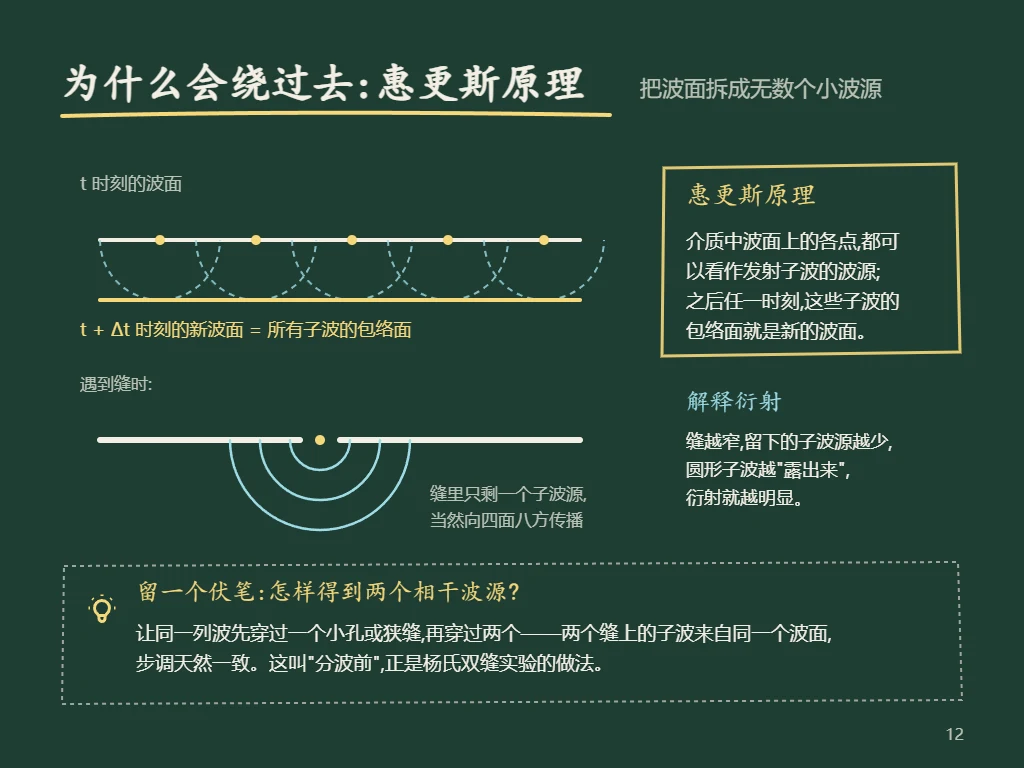 为什么会绕过去:惠更斯原理
把波面拆成无数个小波源
t 时刻的波面
t + Δt 时刻的新波面 = 所有子波的包络面
遇到缝时:
缝里只剩一个子波源,
当然向四面八方传播
惠更斯原理
介质中波面上的各点,都可
以看作发射子波的波源;
之后任一时刻,这些子波的
包络面就是新的波面。
解释衍射
缝越窄,留下的子波源越少,
圆形子波越"露出来",
衍射就越明显。
留一个伏笔:怎样得到两个相干波源?
让同一列波先穿过一个小孔或狭缝,再穿过两个——两个缝上的子波来自同一个波面,
步调天然一致。这叫"分波前",正是杨氏双缝实验的做法。
12